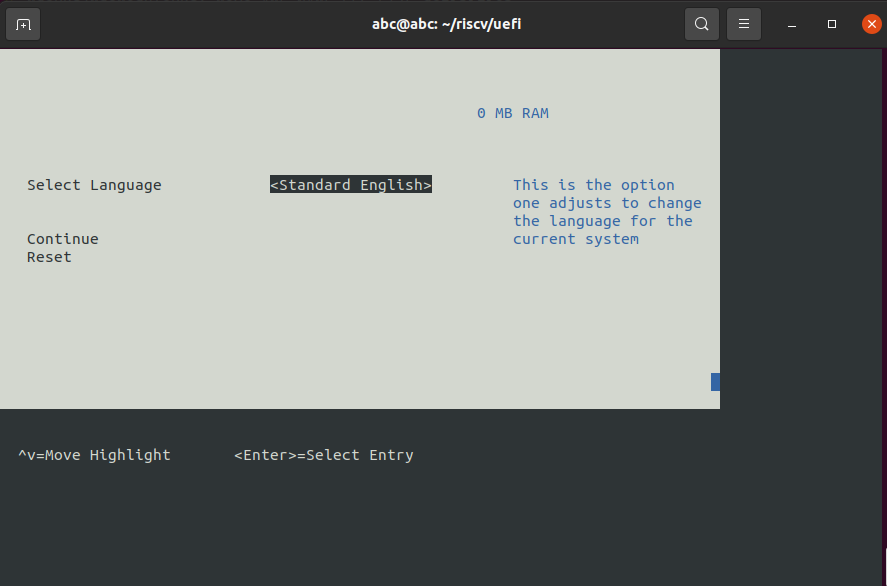 abc@abc: ~/riscv/uefi
0 MB RAM
Select Language <Standard English> This is the option
one adjusts to change
the language for the
Continue current system
Reset
^v=Move Highlight <Enter>=Select Entry